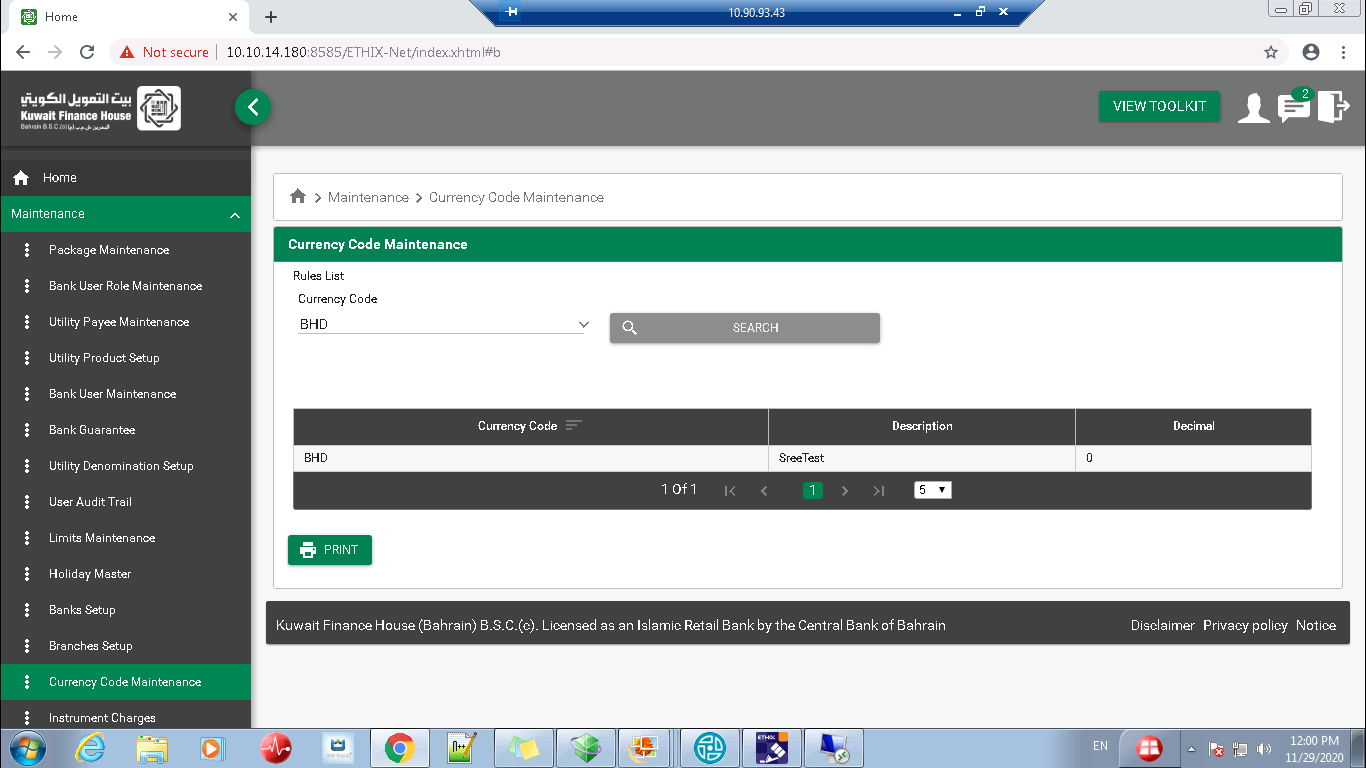 Home
10.90.93.43
Not secure
10.10.14.180:8585/ETHIX-Net/index.xhtml#b
بيت التمويل الكويتي
Kuwait Finance House
Bahrain B.S.C.(c)
VIEW TOOLKIT
2
Home
Maintenance
Package Maintenance
Bank User Role Maintenance
Utility Payee Maintenance
Utility Product Setup
Bank User Maintenance
Bank Guarantee
Utility Denomination Setup
User Audit Trail
Limits Maintenance
Holiday Master
Banks Setup
Branches Setup
Currency Code Maintenance
Instrument Charges
Maintenance
Currency Code Maintenance
Currency Code Maintenance
Rules List
Currency Code
BHD
SEARCH
Currency Code Description Decimal
BHD SreeTest 0
1 Of 1
1
5
PRINT
Kuwait Finance House (Bahrain) B.S.C.(c). Licensed as an Islamic Retail Bank by the Central Bank of Bahrain
Disclaimer Privacy policy Notice
ETHIX
EN
12:00 PM
11/29/2020